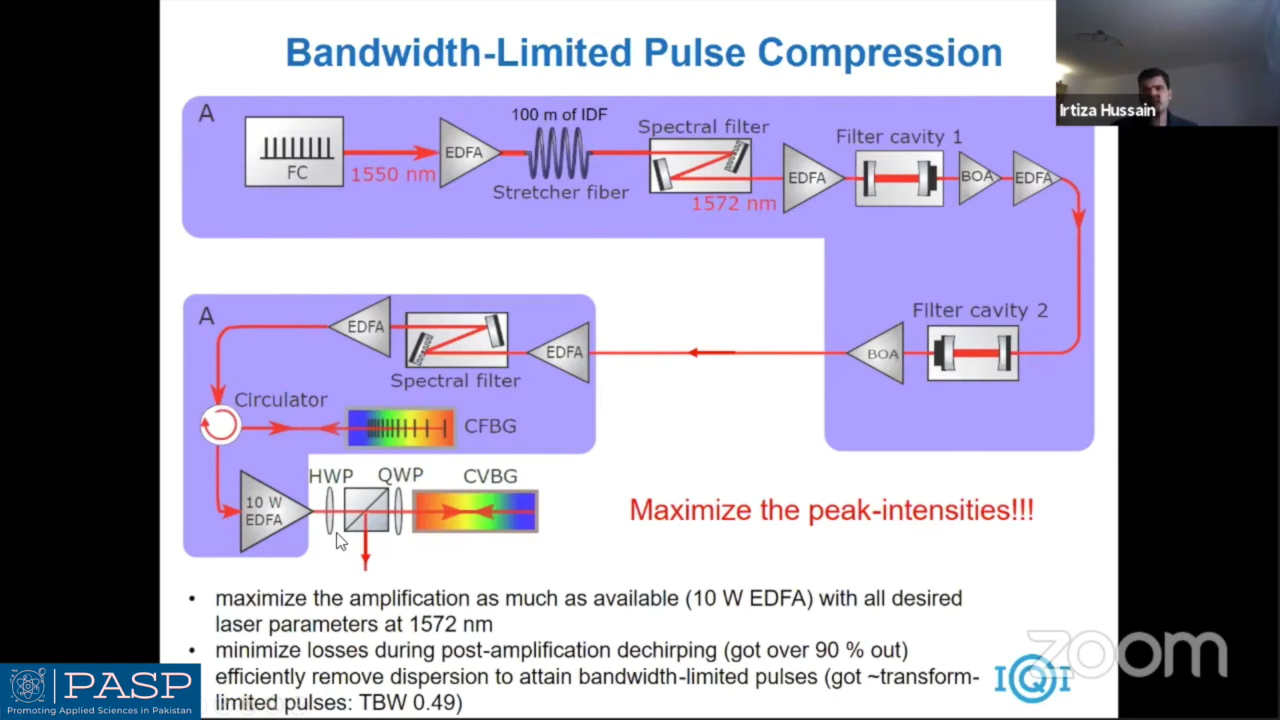 Bandwidth-Limited Pulse Compression
Irtiza Hussain
A
100 m of IDF
FC
1550 nm
EDFA
Stretcher fiber
Spectral filter
1572 nm
EDFA
Filter cavity 1
BOA
EDFA
Filter cavity 2
BOA
A
EDFA
Spectral filter
EDFA
Circulator
CFBG
HWP
QWP
CVBG
10 W
EDFA
Maximize the peak-intensities!!!
• maximize the amplification as much as available (10 W EDFA) with all desired
laser parameters at 1572 nm
• minimize losses during post-amplification dechirping (got over 90 % out)
• efficiently remove dispersion to attain bandwidth-limited pulses (got ~transform-
limited pulses: TBW 0.49)
PASP
Promoting Applied Sciences in Pakistan
IQI
zoom